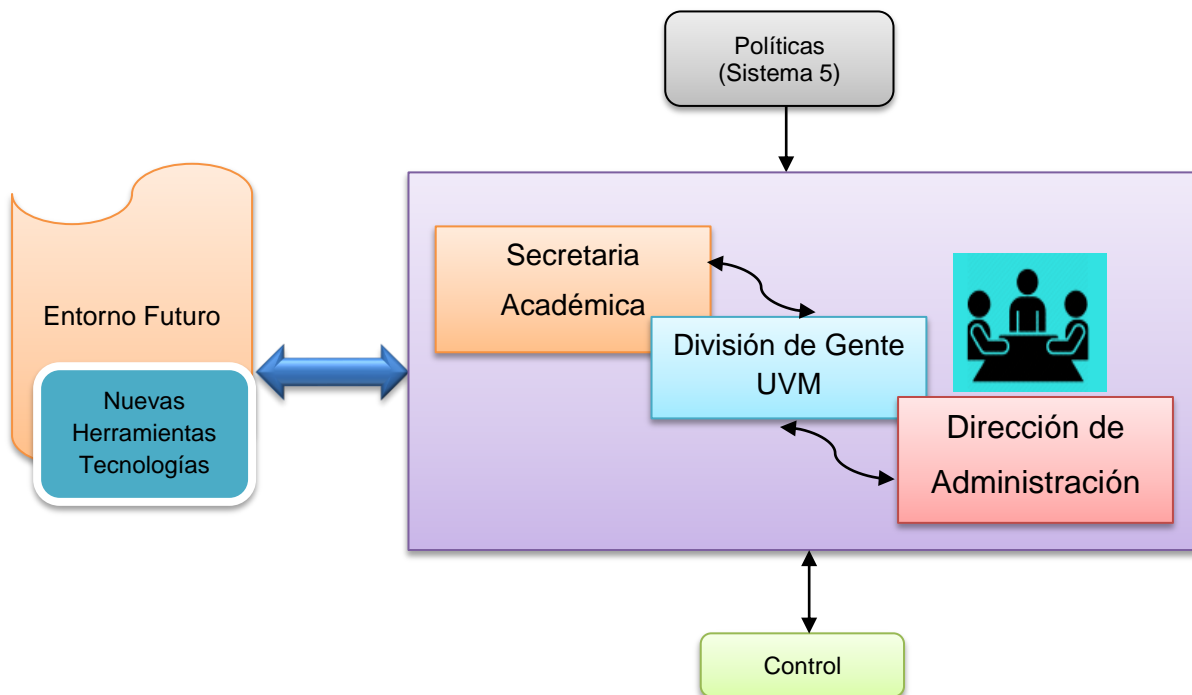 Políticas
(Sistema 5)
Secretaria
Académica
Entorno Futuro
División de Gente
UVM
Nuevas
Herramientas
Tecnologías
Dirección de
Administración
Control